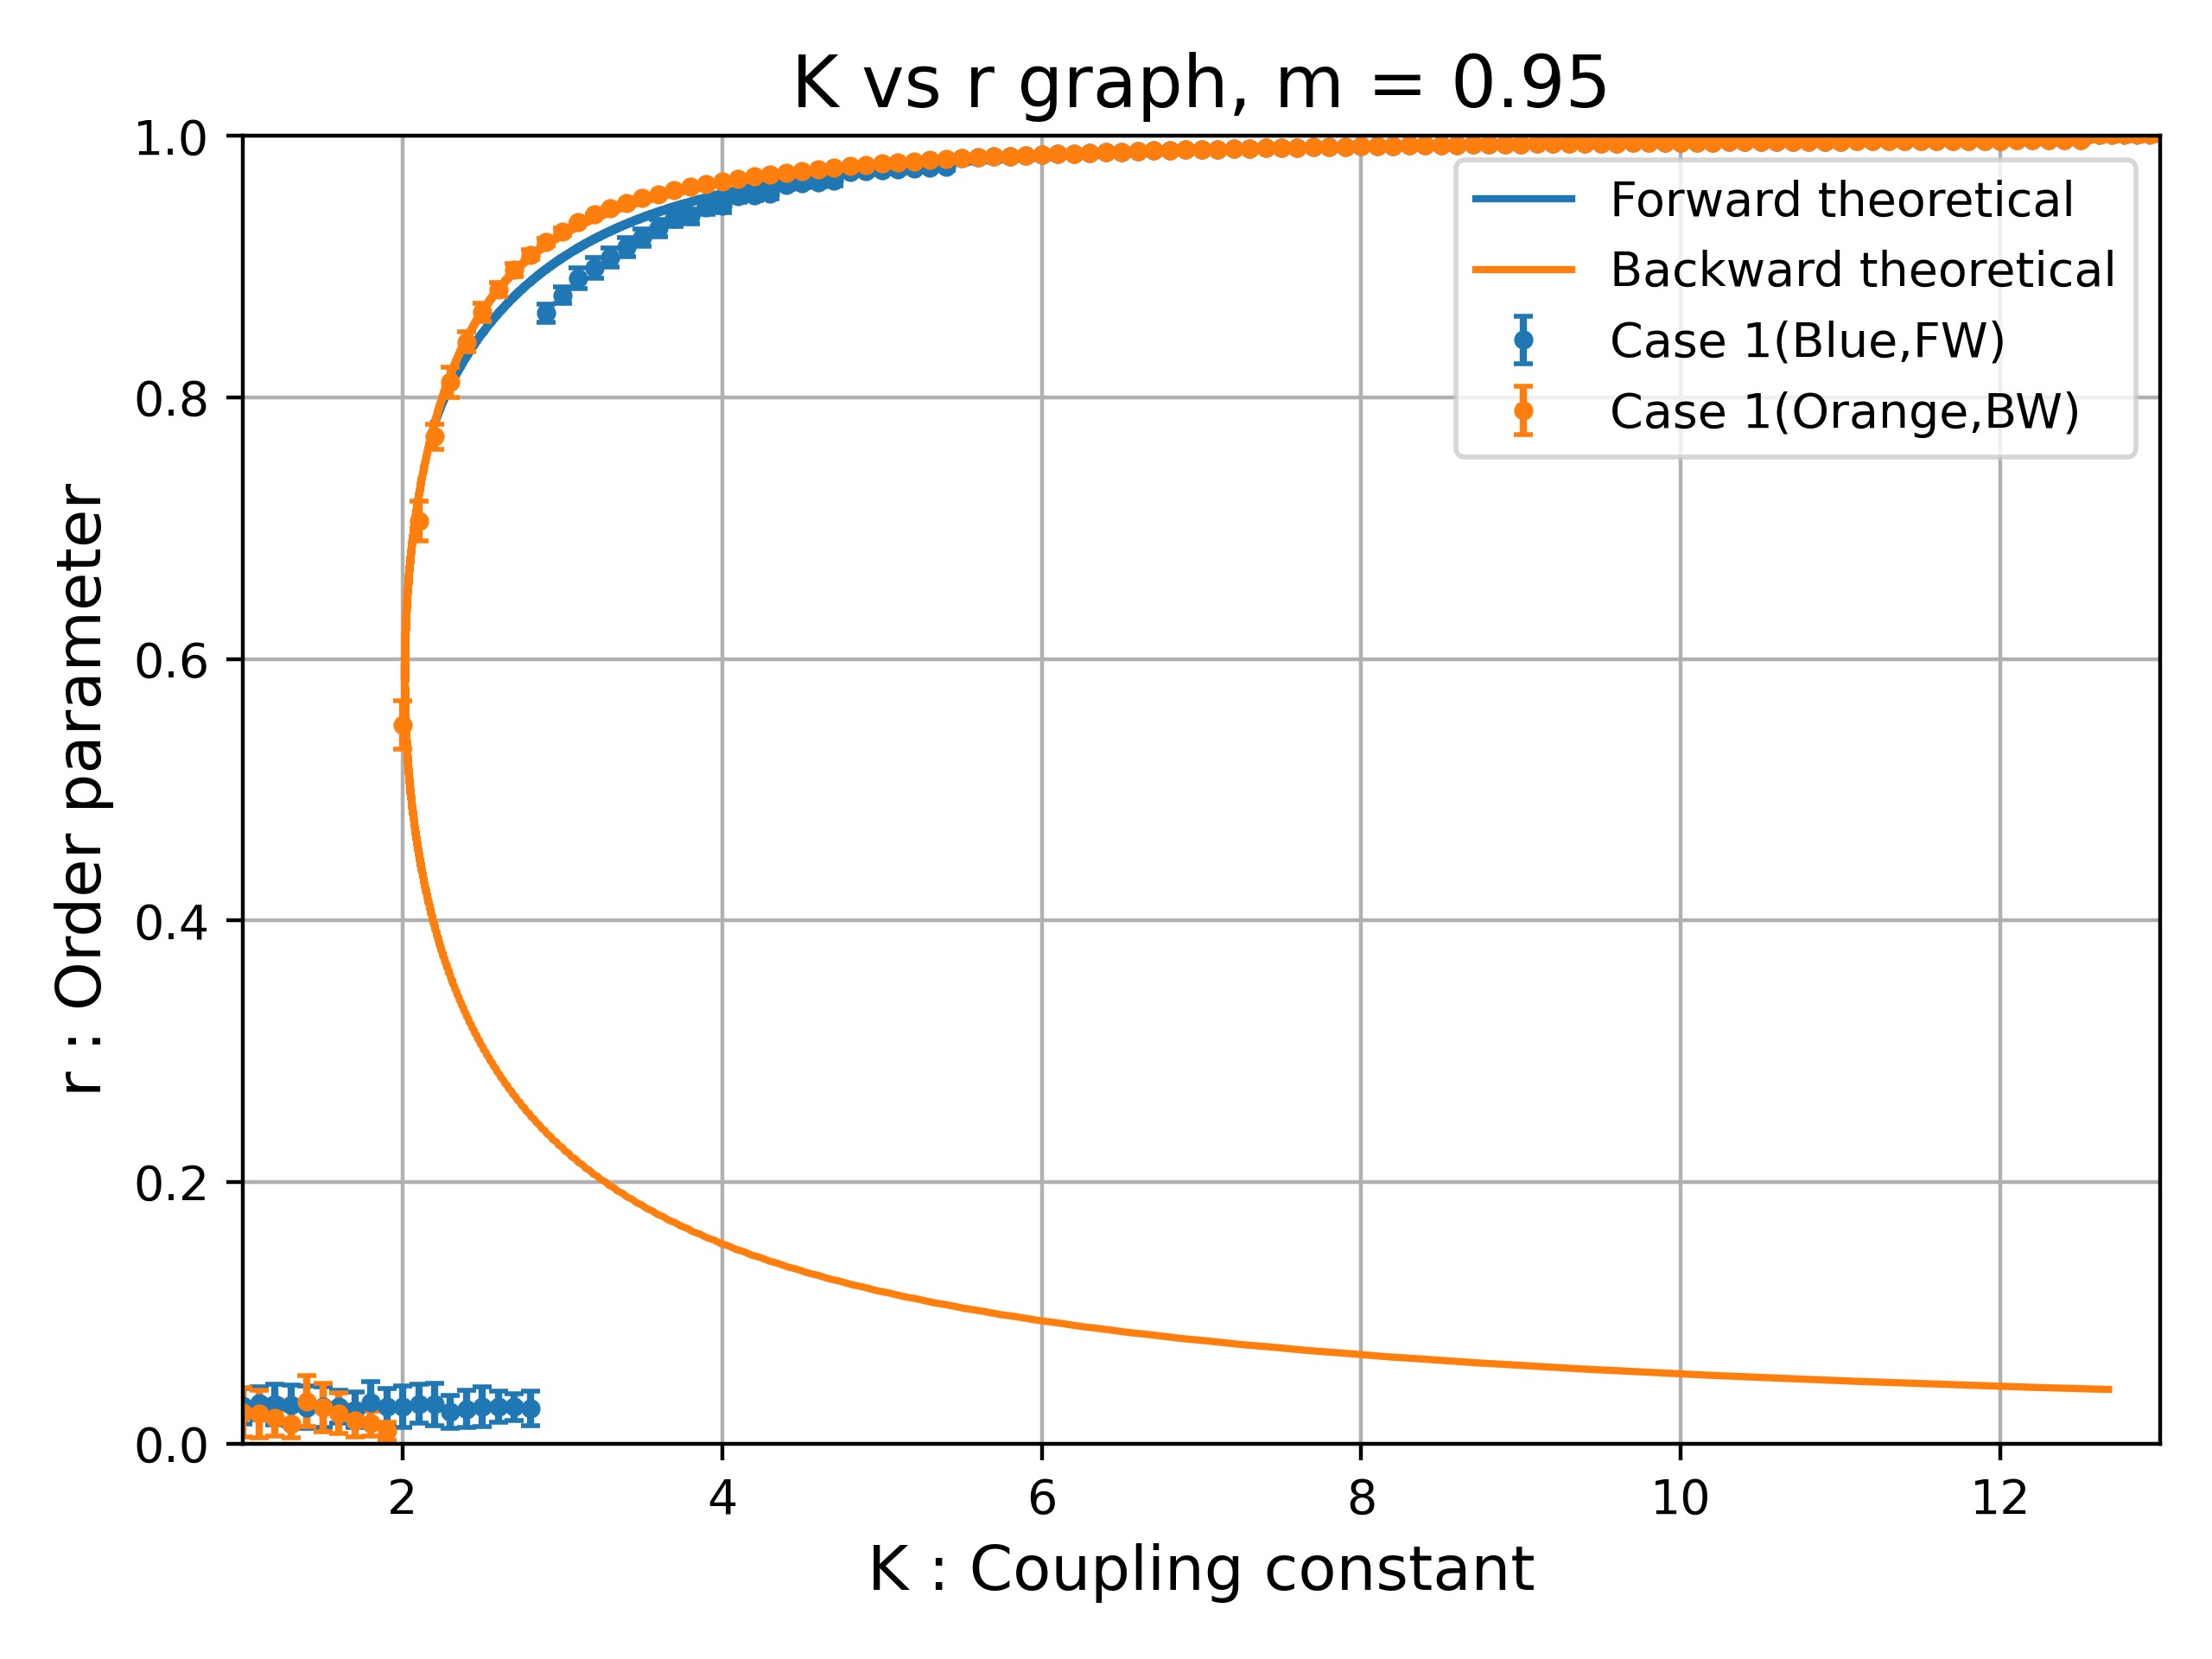 K vs r graph, m = 0.95
1.0
0.8
0.6
0.4
0.2
0.0
r : Order parameter
Forward theoretical
Backward theoretical
Case 1(Blue,FW)
Case 1(Orange,BW)
2 4 6 8 10 12
K : Coupling constant